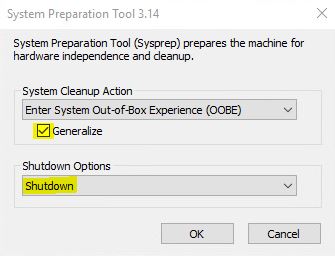 System Preparation Tool 3.14
System Preparation Tool (Sysprep) prepares the machine for
hardware independence and cleanup.
System Cleanup Action
Enter System Out-of-Box Experience (OOBE)
Generalize
Shutdown Options
Shutdown
OK
Cancel